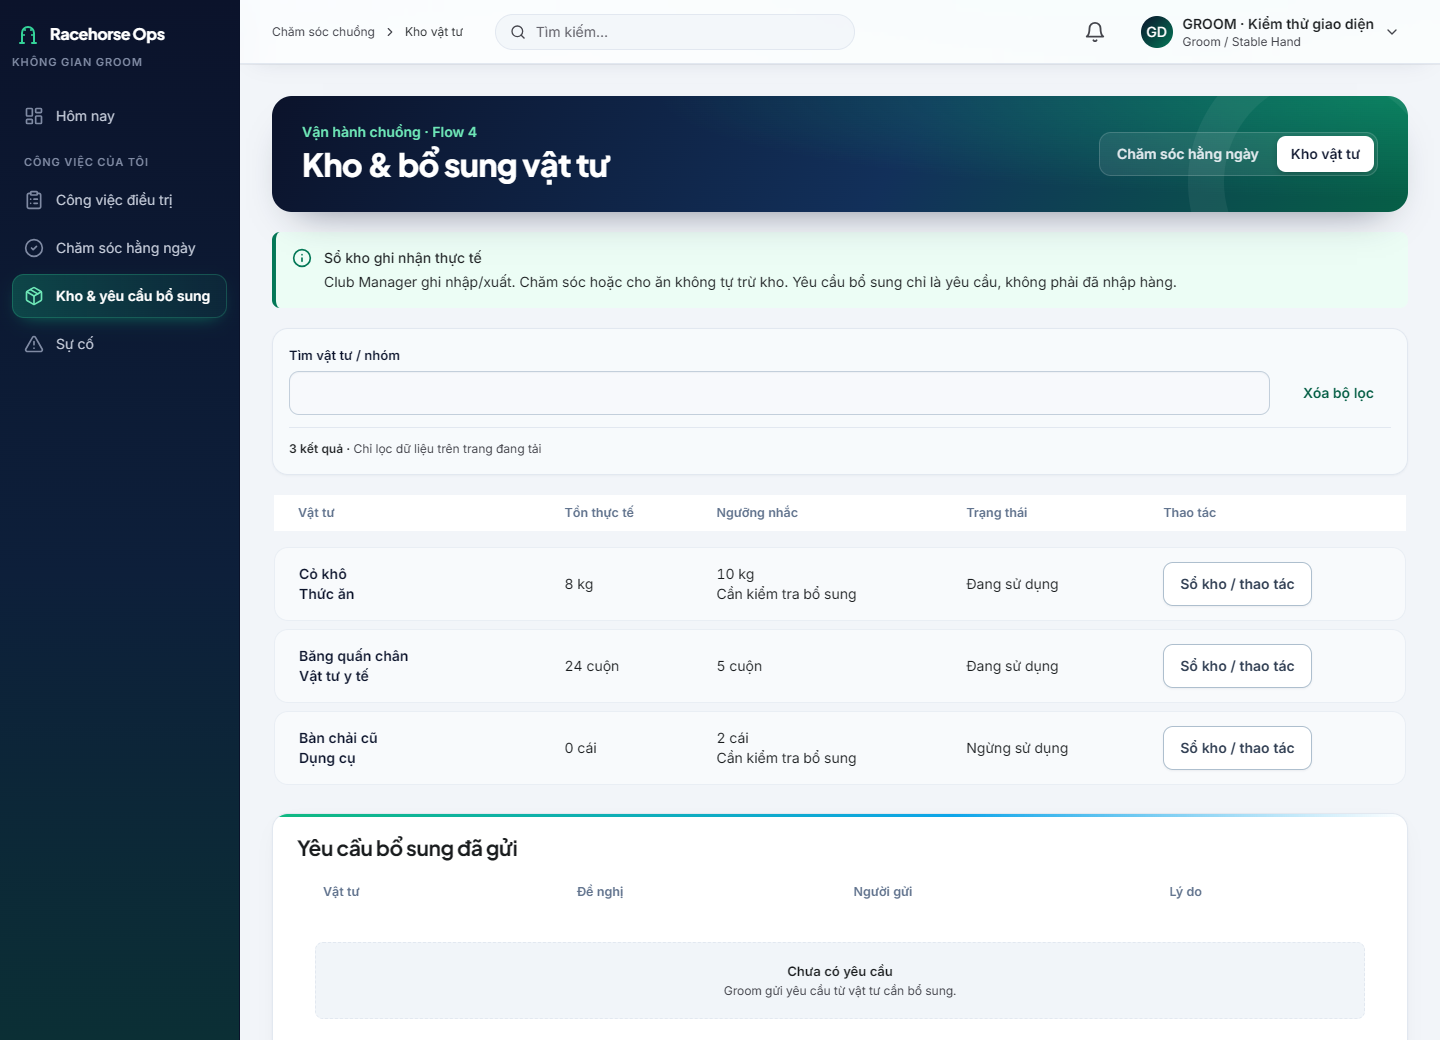 Racehorse Ops
KHÔNG GIAN GROOM
Hôm nay
CÔNG VIỆC CỦA TÔI
Công việc điều trị
Chăm sóc hằng ngày
Kho & yêu cầu bổ sung
Sự cố
Chăm sóc chuồng > Kho vật tư
Tìm kiếm...
GD
GROOM · Kiểm thử giao diện
Groom / Stable Hand
Vận hành chuồng · Flow 4
Kho & bổ sung vật tư
Chăm sóc hằng ngày
Kho vật tư
Sổ kho ghi nhận thực tế
Club Manager ghi nhập/xuất. Chăm sóc hoặc cho ăn không tự trừ kho. Yêu cầu bổ sung chỉ là yêu cầu, không phải đã nhập hàng.
Tìm vật tư / nhóm
Xóa bộ lọc
3 kết quả · Chỉ lọc dữ liệu trên trang đang tải
Vật tư Tồn thực tế Ngưỡng nhắc Trạng thái Thao tác
Cỏ khô
Thức ăn
8 kg
10 kg
Cần kiểm tra bổ sung
Đang sử dụng
Sổ kho / thao tác
Băng quấn chân
Vật tư y tế
24 cuộn
5 cuộn
Đang sử dụng
Sổ kho / thao tác
Bàn chải cũ
Dụng cụ
0 cái
2 cái
Cần kiểm tra bổ sung
Ngừng sử dụng
Sổ kho / thao tác
Yêu cầu bổ sung đã gửi
Vật tư Đề nghị Người gửi Lý do
Chưa có yêu cầu
Groom gửi yêu cầu từ vật tư cần bổ sung.